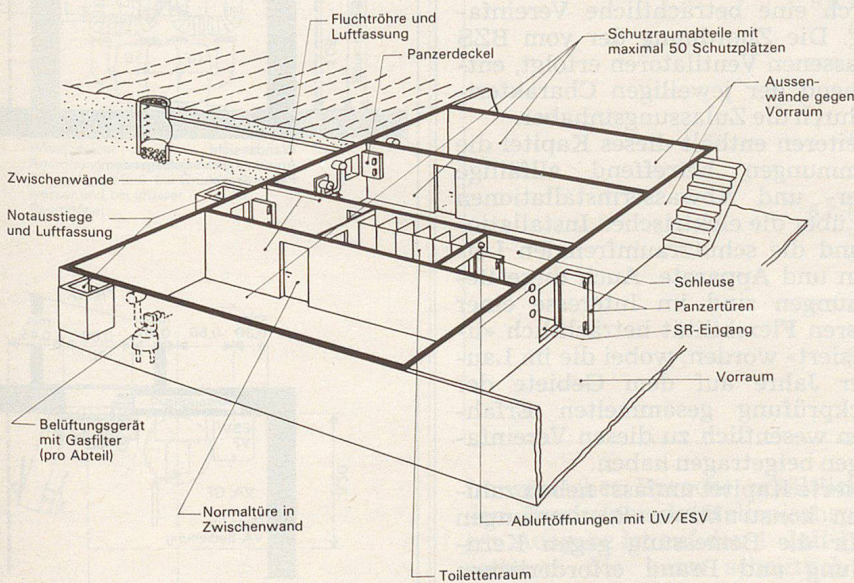 Fluchtröhre und
Luftfassung
Panzerdeckel
Schutzraumabteile mit
maximal 50 Schutzplätzen
Aussen-
wände gegen
Vorraum
Zwischenwände
Notausstiege
und Luftfassung
Schleuse
Panzertüren
SR-Eingang
Vorraum
Belüftungsgerät
mit Gasfilter
(pro Abteil)
Normaltüre in
Zwischenwand
Abluftöffnungen mit ÜV/ESV
Toilettenraum